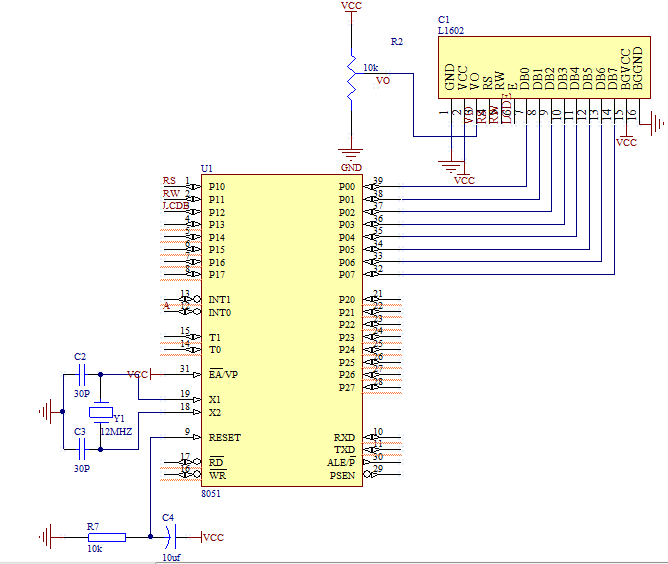 VCC
C1
L1602
R2
10k
VO
GND
VCC
VO
RS
RW
E
DB0
DB1
DB2
DB3
DB4
DB5
DB6
DB7
BGVCC
BGGND
1
2
7
8
9
10
11
12
13
14
15
16
VCC
VCC
GND
U1
RS 1 P10
RW 2 P11
LCDE 3 P12
4 P13
5 P14
6 P15
7 P16
8 P17
13 INT1
A 12 INT0
15 T1
14 T0
VCC 31 EA/VP
19 X1
18 X2
9 RESET
17 RD
16 WR
P00 39
P01 38
P02 37
P03 36
P04 35
P05 34
P06 33
P07 32
P20 21
P21 22
P22 23
P23 24
P24 25
P25 26
P26 27
P27 28
RXD 10
TXD 11
ALE/P 30
PSEN 29
8051
C2
30P
Y1
12MHZ
C3
30P
R7
10k
C4
10uf
VCC